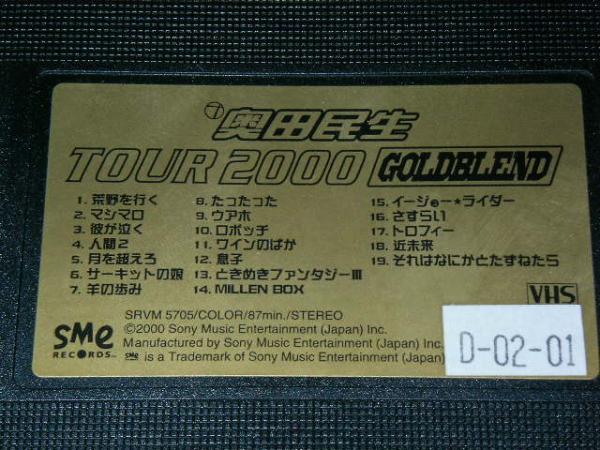 奥田民生
TOUR 2000 GOLDBLEND
1. 荒野を行く
2. マシマロ
3. 彼が泣く
4. 人間2
5. 月を超えろ
6. サーキットの娘
7. 羊の歩み
8. たったった
9. ウアホ
10. ロボッチ
11. ワインのばか
12. 息子
13. ときめきファンタジーIII
14. MILLEN BOX
15. イージュー★ライダー
16. さすらい
17. トロフィー
18. 近未来
19. それはなにかとたずねたら
VHS
SRVM 5705/COLOR/87min./STEREO
©2000 Sony Music Entertainment (Japan) Inc.
Manufactured by Sony Music Entertainment (Japan) Inc.
sme is a Trademark of Sony Music Entertainment (Japan)
sme
RECORDS
D-02-01